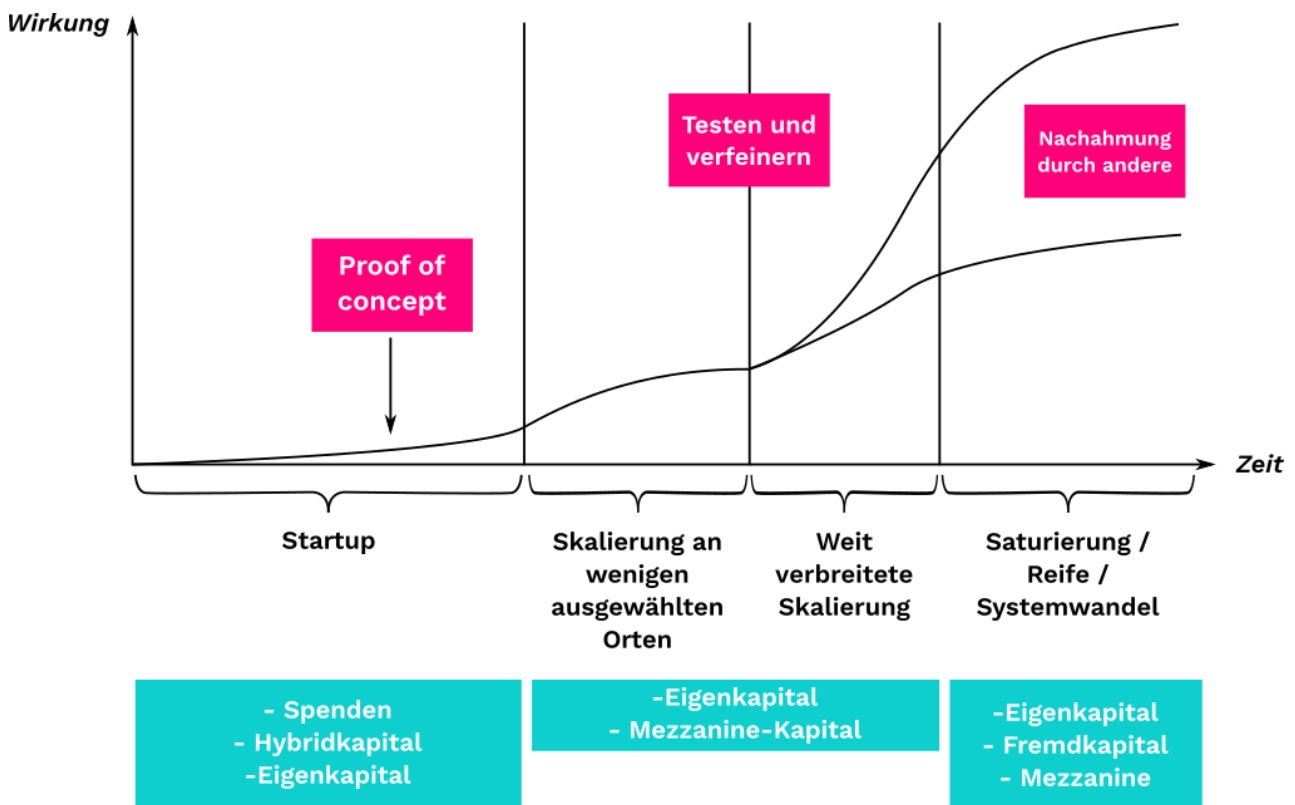 Wirkung
Testen und
verfeinern
Nachahmung
durch andere
Proof of
concept
Zeit
Startup
Skalierung an
wenigen
ausgewählten
Orten
Weit
verbreitete
Skalierung
Saturierung /
Reife /
Systemwandel
- Spenden
- Hybridkapital
-Eigenkapital
-Eigenkapital
- Mezzanine-Kapital
-Eigenkapital
- Fremdkapital
- Mezzanine